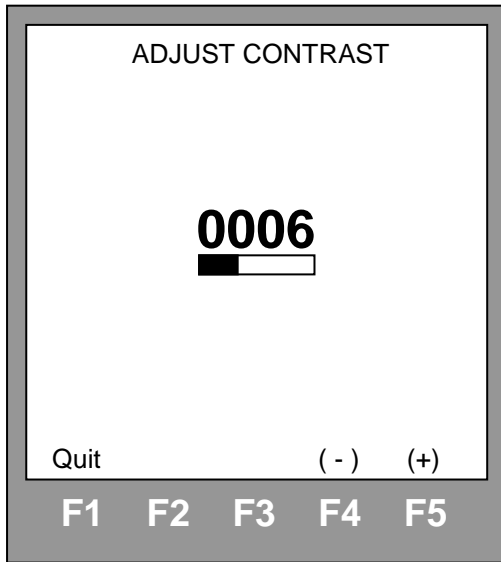 ADJUST CONTRAST
0006
Quit ( - ) (+)
F1 F2 F3 F4 F5